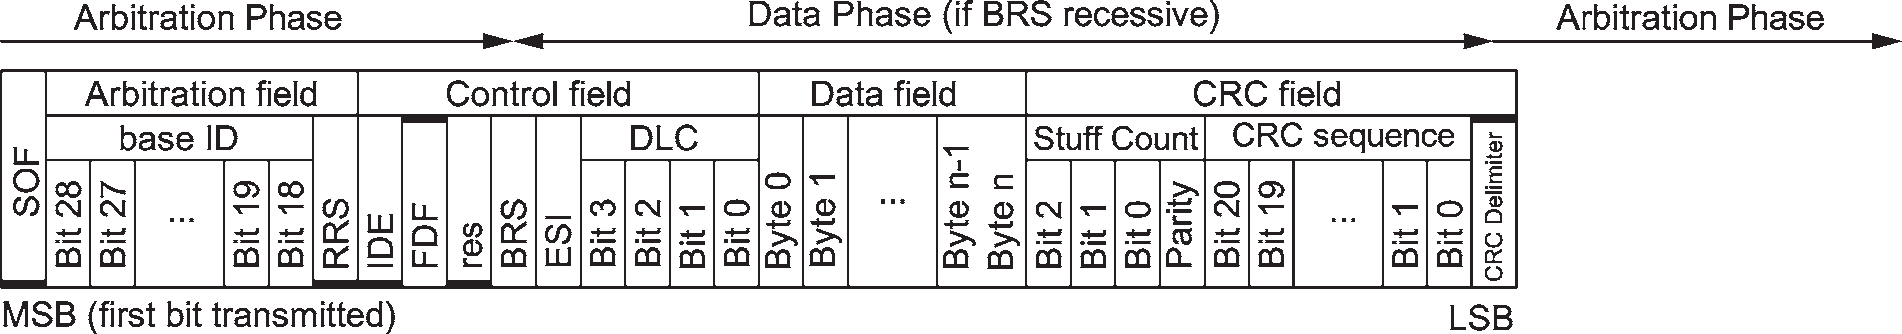 Arbitration Phase Data Phase (if BRS recessive) Arbitration Phase
Arbitration field Control field Data field CRC field
SOF base ID DLC Stuff Count CRC sequence
Bit 28 Bit 27 ... Bit 19 Bit 18 RRS IDE FDF res BRS ESI Bit 3 Bit 2 Bit 1 Bit 0 Byte 0 Byte 1 ... Byte n-1 Byte n Bit 2 Bit 1 Bit 0 Parity Bit 20 Bit 19 ... Bit 1 Bit 0 CRC Delimiter
MSB (first bit transmitted) LSB